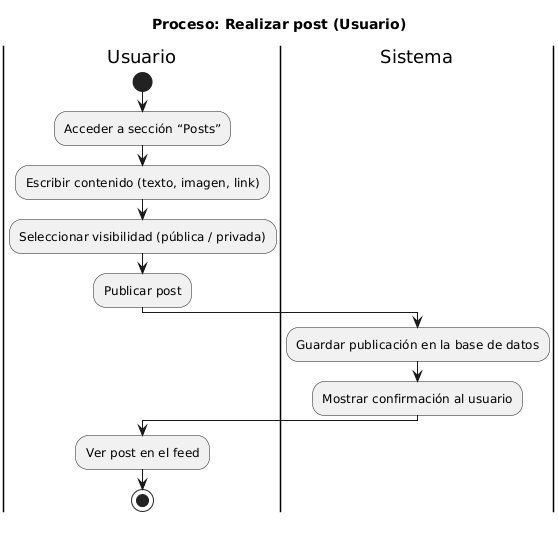 Proceso: Realizar post (Usuario)
Usuario
Sistema
Acceder a sección “Posts”
Escribir contenido (texto, imagen, link)
Seleccionar visibilidad (pública / privada)
Publicar post
Guardar publicación en la base de datos
Mostrar confirmación al usuario
Ver post en el feed